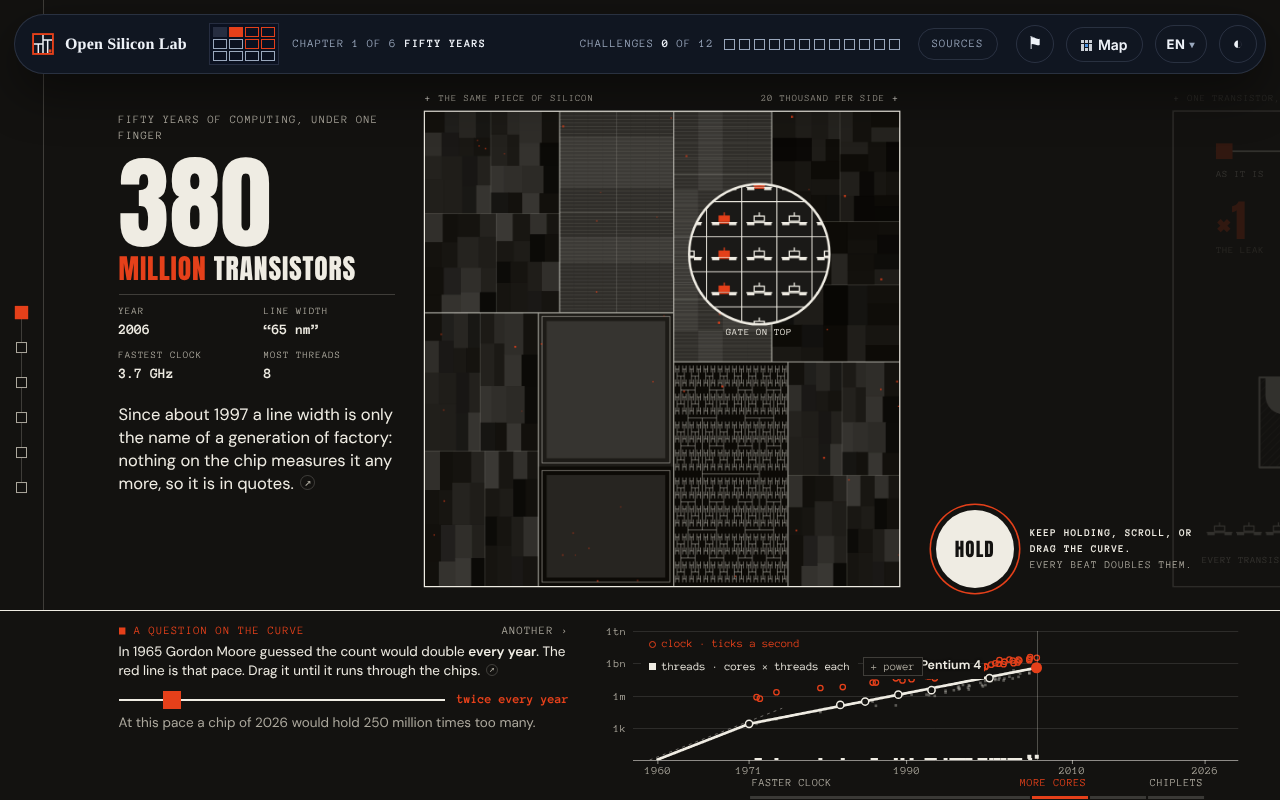 Open Silicon Lab
CHAPTER 1 OF 6 FIFTY YEARS
CHALLENGES 0 OF 12
SOURCES
Map
EN
+ THE SAME PIECE OF SILICON
20 THOUSAND PER SIDE +
+ ONE TRANSISTOR
FIFTY YEARS OF COMPUTING, UNDER ONE
FINGER
380
MILLION TRANSISTORS
YEAR
LINE WIDTH
2006
“65 nm”
FASTEST CLOCK
MOST THREADS
3.7 GHz
8
Since about 1997 a line width is only
the name of a generation of factory:
nothing on the chip measures it any
more, so it is in quotes.
GATE ON TOP
AS IT IS
×1
THE LEAK
HOLD
KEEP HOLDING, SCROLL, OR
DRAG THE CURVE.
EVERY BEAT DOUBLES THEM.
A QUESTION ON THE CURVE
ANOTHER ›
In 1965 Gordon Moore guessed the count would double every year. The
red line is that pace. Drag it until it runs through the chips.
twice every year
At this pace a chip of 2026 would hold 250 million times too many.
1tn
1bn
1m
1k
clock · ticks a second
threads · cores × threads each
+ power
Pentium 4
1960
1971
1990
2010
2026
FASTER CLOCK
MORE CORES
CHIPLETS